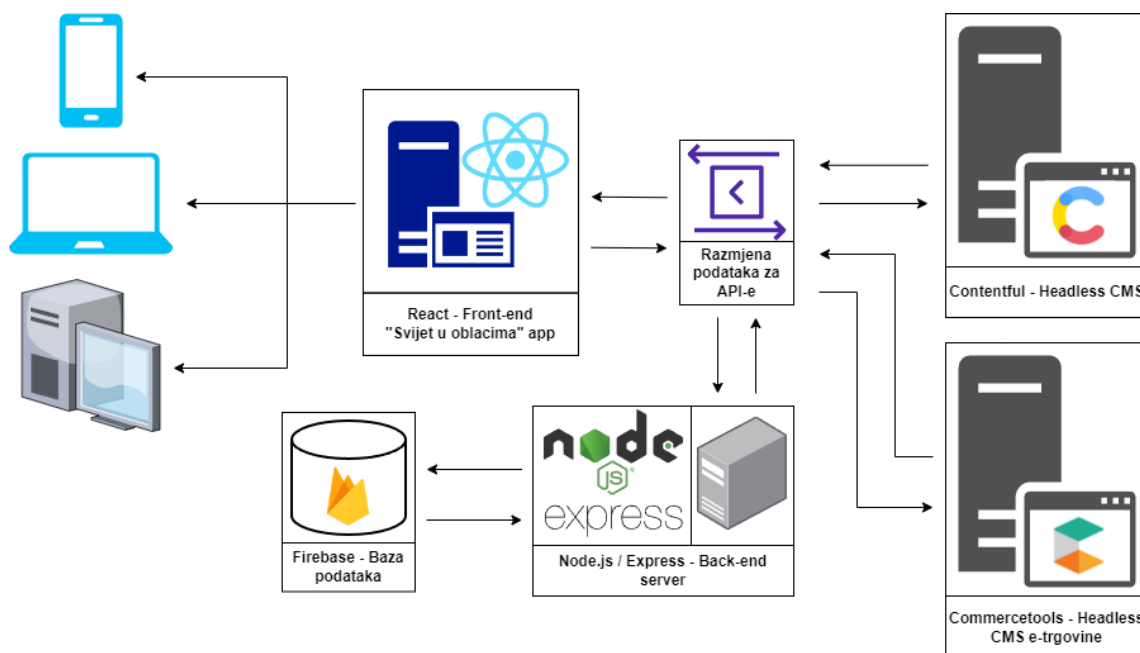 React - Front-end
"Svijet u oblacima" app
Razmjena
podataka za
API-e
Contentful - Headless CMS
node
JS
express
Firebase - Baza
podataka
Node.js / Express - Back-end
server
Commercetools - Headless
CMS e-trgovine